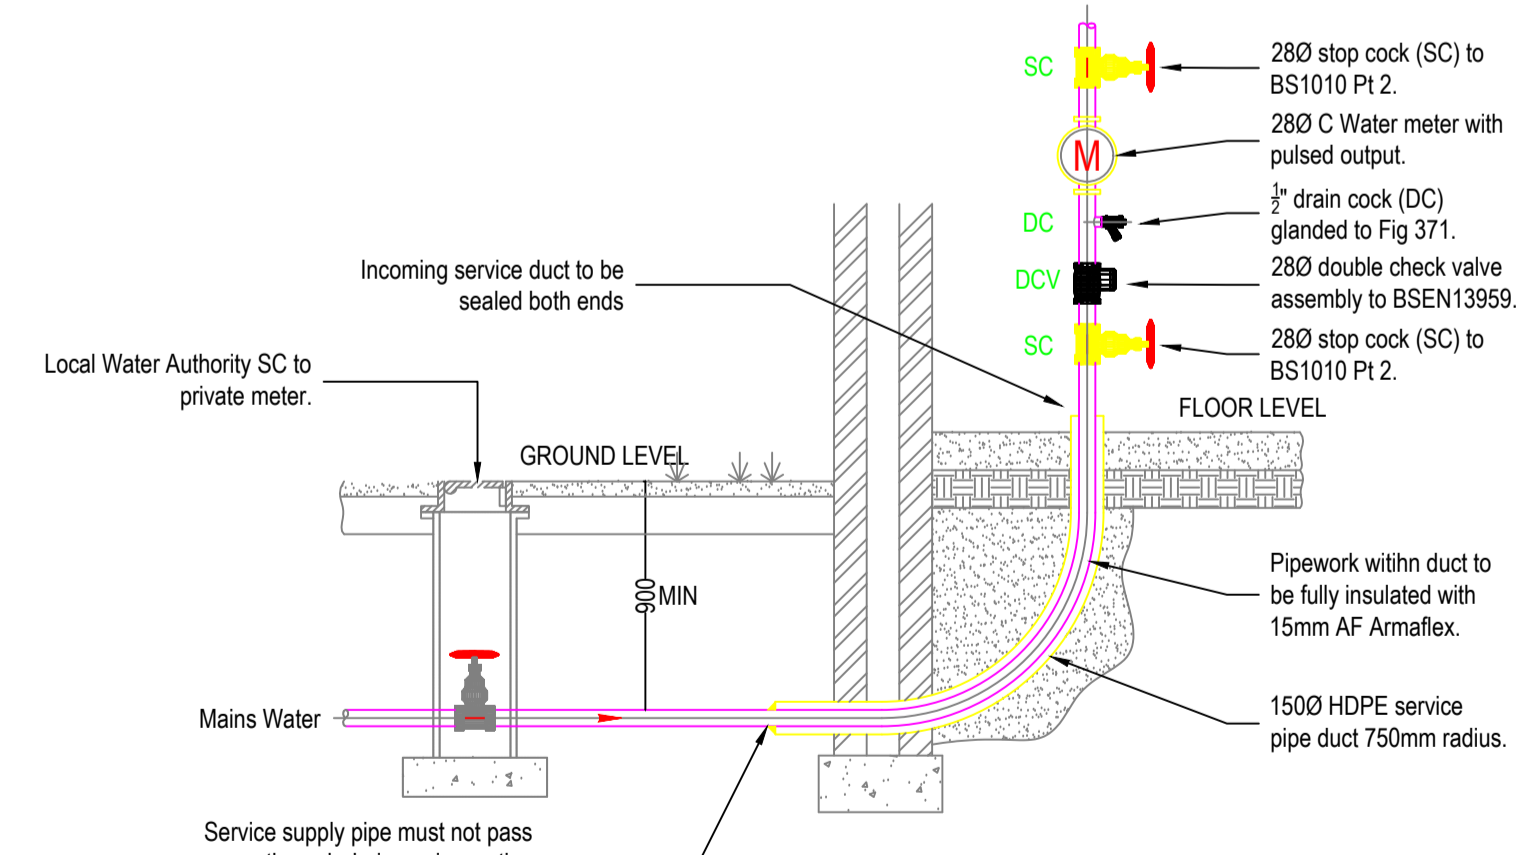 SC
28Ø stop cock (SC) to
BS1010 Pt 2.
28Ø C Water meter with
pulsed output.
M
1/2" drain cock (DC)
glanded to Fig 371.
DC
28Ø double check valve
assembly to BSEN13959.
DCV
28Ø stop cock (SC) to
BS1010 Pt 2.
SC
Incoming service duct to be
sealed both ends
Local Water Authority SC to
private meter.
FLOOR LEVEL
GROUND LEVEL
900 MIN
Pipework witihn duct to
be fully insulated with
15mm AF Armaflex.
150Ø HDPE service
pipe duct 750mm radius.
Mains Water
Service supply pipe must not pass